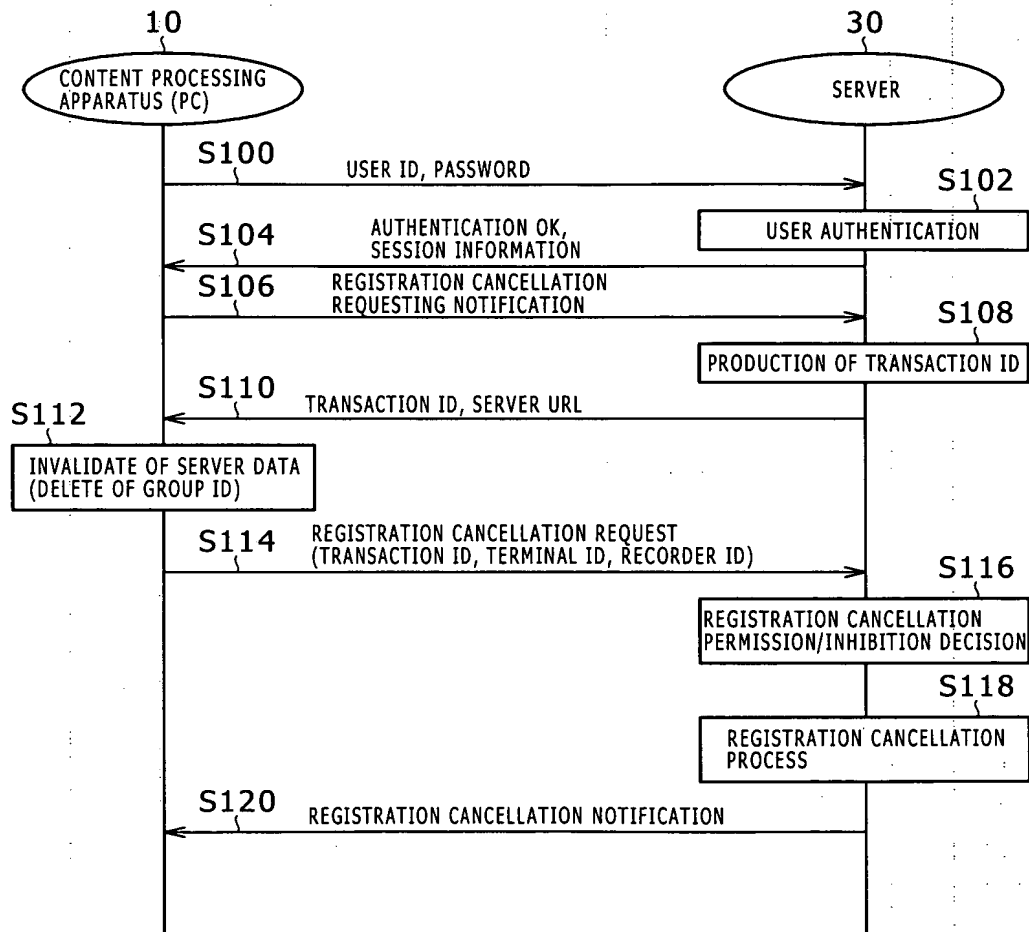 10
30
CONTENT PROCESSING
APPARATUS (PC)
SERVER
S100
USER ID, PASSWORD
S102
USER AUTHENTICATION
S104
AUTHENTICATION OK,
SESSION INFORMATION
S106
REGISTRATION CANCELLATION
REQUESTING NOTIFICATION
S108
PRODUCTION OF TRANSACTION ID
S110
TRANSACTION ID, SERVER URL
S112
INVALIDATE OF SERVER DATA
(DELETE OF GROUP ID)
S114
REGISTRATION CANCELLATION REQUEST
(TRANSACTION ID, TERMINAL ID, RECORDER ID)
S116
REGISTRATION CANCELLATION
PERMISSION/INHIBITION DECISION
S118
REGISTRATION CANCELLATION
PROCESS
S120
REGISTRATION CANCELLATION NOTIFICATION